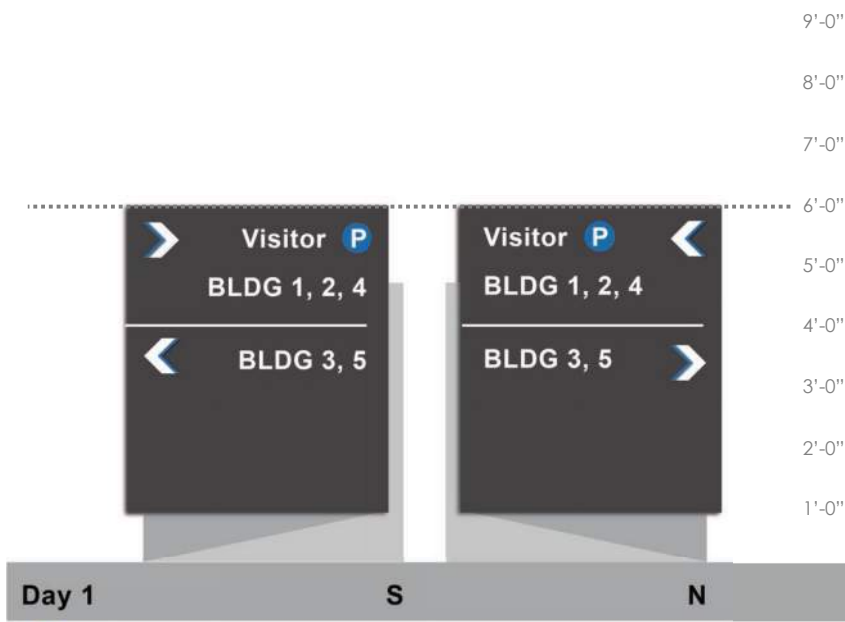 9’-0”
8’-0”
7’-0”
6’-0”
Visitor P
BLDG 1, 2, 4
BLDG 3, 5
Visitor P
BLDG 1, 2, 4
BLDG 3, 5
5’-0”
4’-0”
3’-0”
2’-0”
1’-0”
Day 1 S N